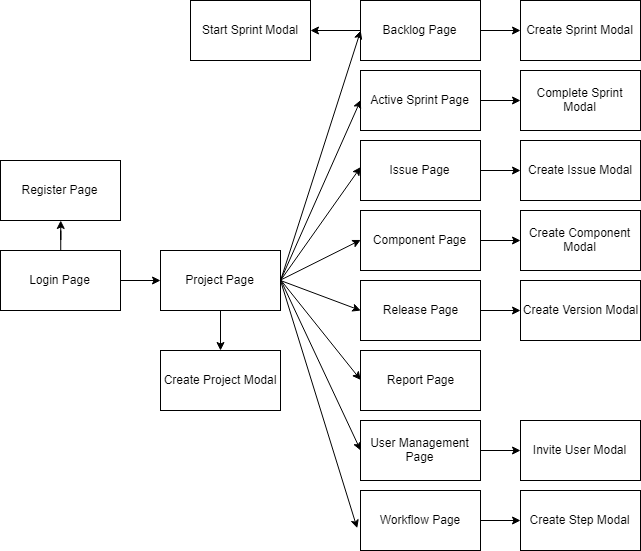 Start Sprint Modal
Backlog Page
Create Sprint Modal
Active Sprint Page
Complete Sprint
Modal
Register Page
Issue Page
Create Issue Modal
Component Page
Create Component
Modal
Login Page
Project Page
Release Page
Create Version Modal
Create Project Modal
Report Page
User Management
Page
Invite User Modal
Workflow Page
Create Step Modal